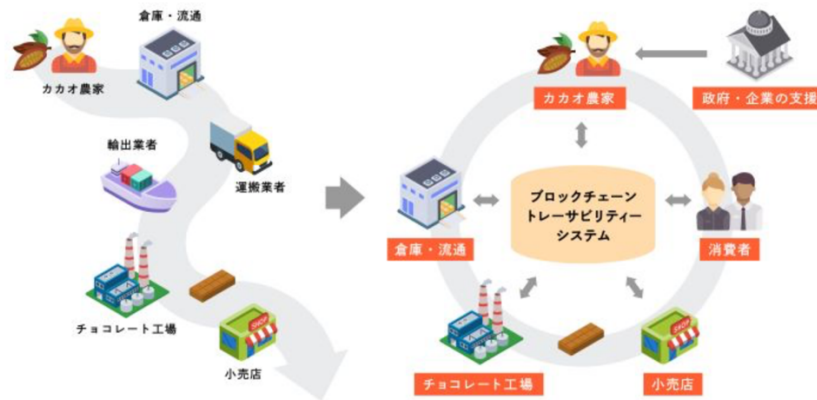 倉庫・流通
カカオ農家
輸出業者
運搬業者
チョコレート工場
SHOP
小売店
カカオ農家
政府・企業の支援
倉庫・流通
ブロックチェーン
トレーサビリティー
システム
消費者
チョコレート工場
SHOP
小売店